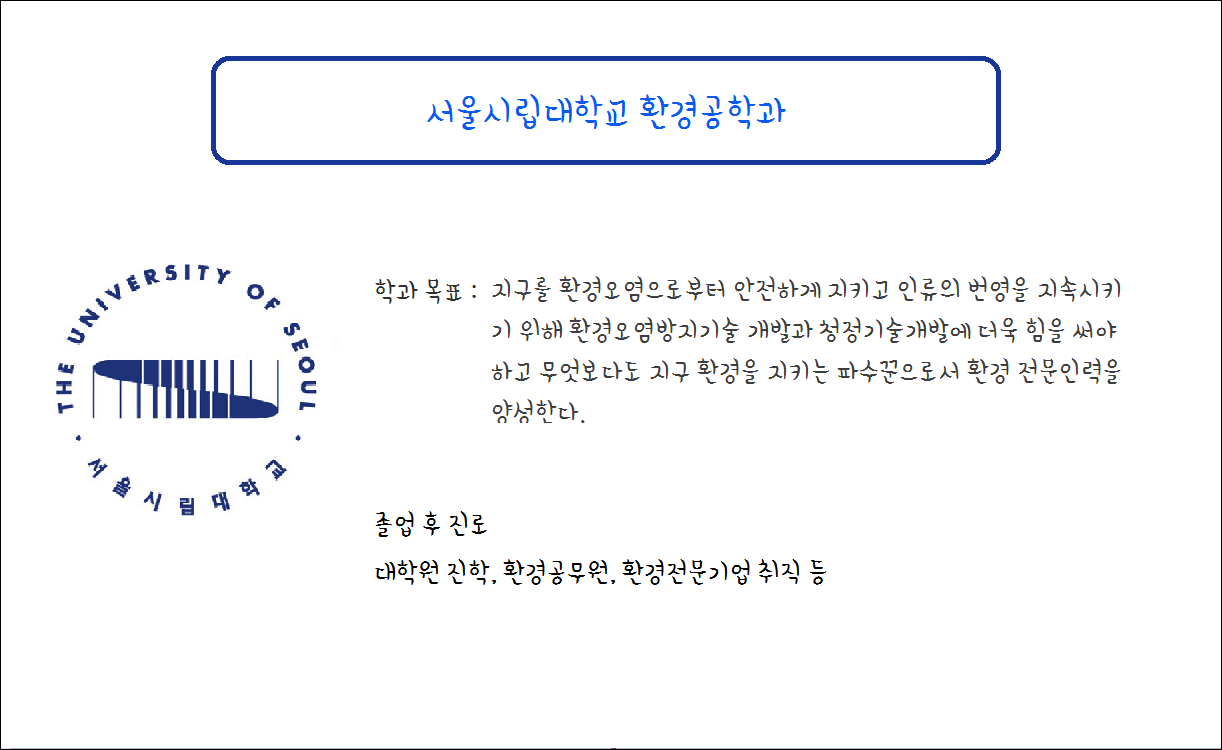 서울시립대학교 환경공학과
THE UNIVERSITY OF SEOUL
· 서울시립대학교 ·
학과 목표 : 지구를 환경오염으로부터 안전하게 지키고 인류의 번영을 지속시키
기 위해 환경오염방지기술 개발과 청정기술개발에 더욱 힘을 써야
하고 무엇보다도 지구 환경을 지키는 파수꾼으로서 환경 전문인력을
양성한다.
졸업 후 진로
대학원 진학, 환경공무원, 환경전문기업 취직 등